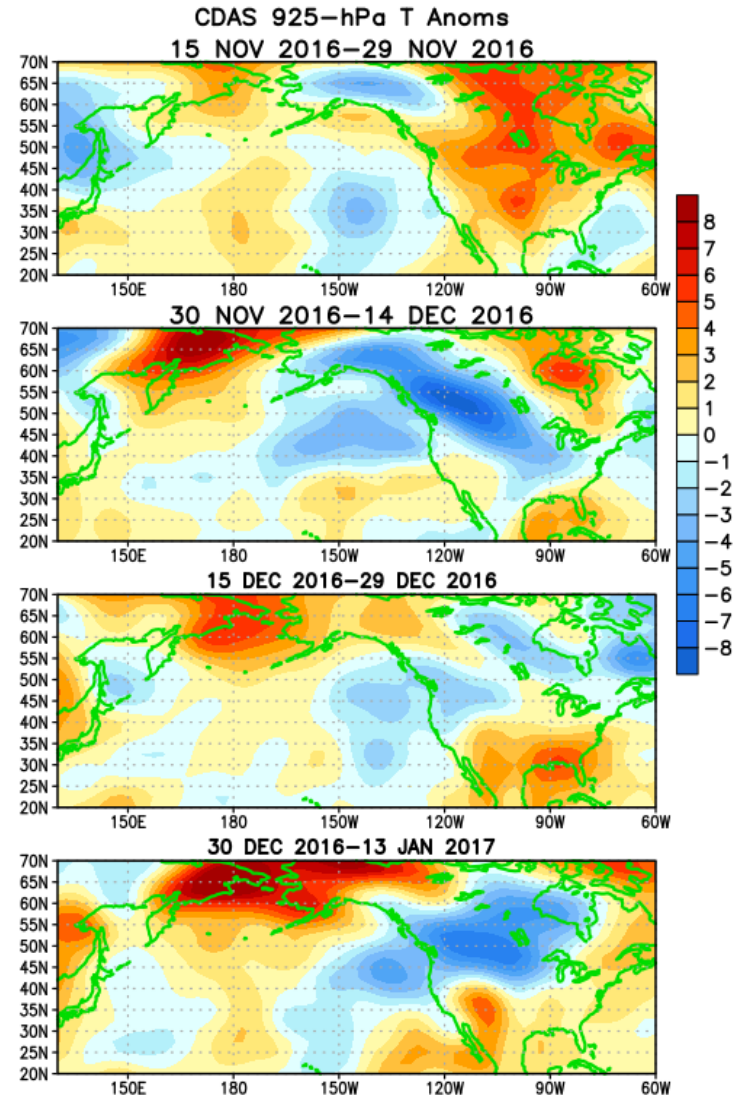 CDAS 925-hPa T Anoms
15 NOV 2016-29 NOV 2016
70N
65N
60N
55N
50N
45N
40N
35N
30N
25N
20N
150E 180 150W 120W 90W 60W
30 NOV 2016-14 DEC 2016
70N
65N
60N
55N
50N
45N
40N
35N
30N
25N
20N
150E 180 150W 120W 90W 60W
15 DEC 2016-29 DEC 2016
70N
65N
60N
55N
50N
45N
40N
35N
30N
25N
20N
150E 180 150W 120W 90W 60W
30 DEC 2016-13 JAN 2017
70N
65N
60N
55N
50N
45N
40N
35N
30N
25N
20N
150E 180 150W 120W 90W 60W
8
7
6
5
4
3
2
1
0
-1
-2
-3
-4
-5
-6
-7
-8